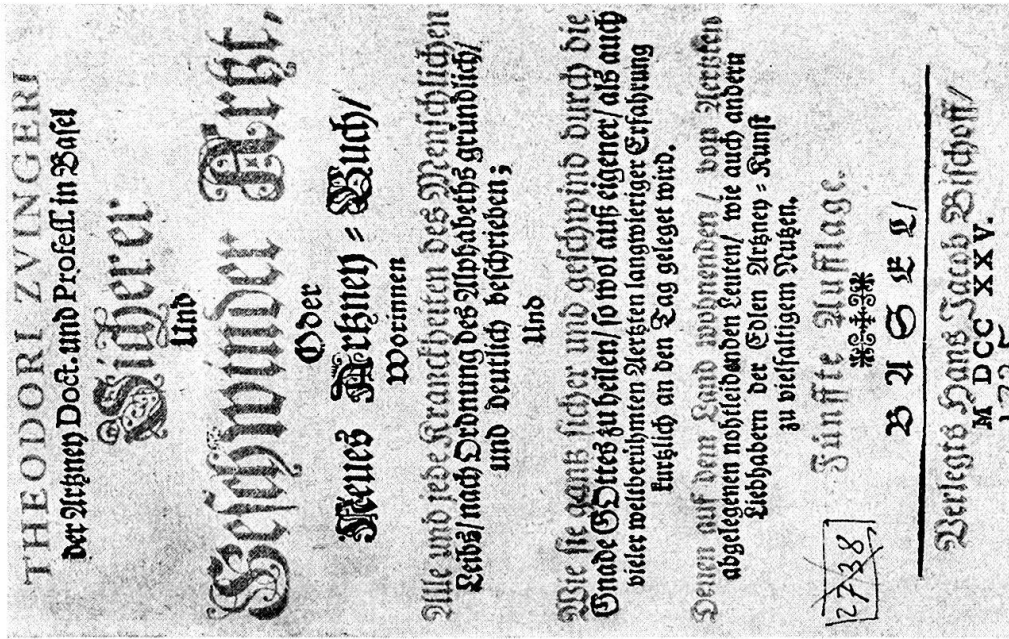 THEODORI ZVINGERI
der Artzney Doct. und Profess. in Basel
Sicherer
Und
Geschwinder Artzt,
Oder
Neues Artzney = Buch/
Worinnen
Alle und jede Kranckheiten des Menschlichen
Leibs/ nach Ordnung des Alphabeths gründlich/
und deutlich beschrieben;
Und
Wie sie gantz sicher und geschwind durch die
Gnade GOttes zu heilen/ so wol auß eigener/ als auch
vieler weltberühmten Aertzten langwieriger Erfahrung
kurtzlich an den Tag geleget wird.
Denen auf dem Land wohnenden / von Aertzten
abgelegenen nohtleidenden Leuten/ wie auch andern
Liebhabern der Edlen Artzney = Kunst
zu vielfaltigem Nutzen.
Fünffte Aufflage.
BASEL/
Verlegts Hans Jacob Bischoff/
M DCC XXV.
2738